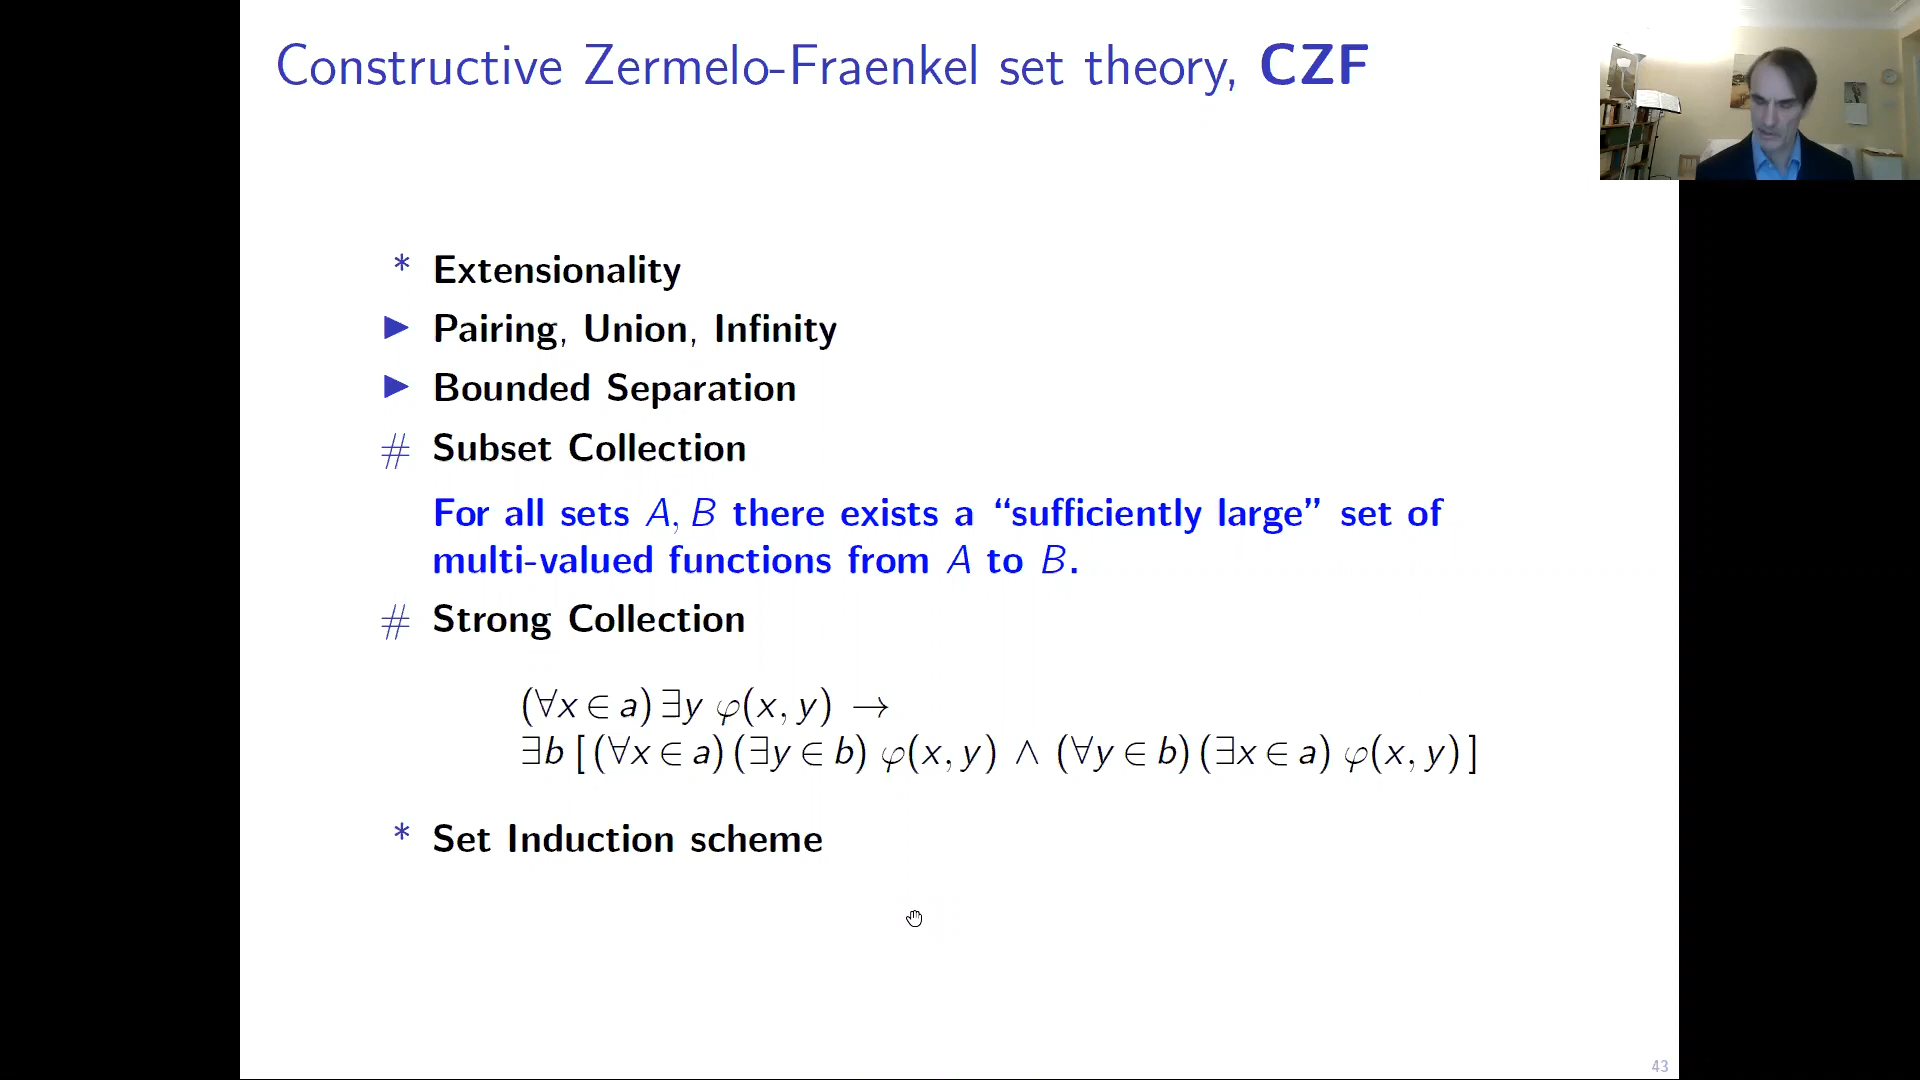 Constructive Zermelo-Fraenkel set theory, CZF
* Extensionality
▶ Pairing, Union, Infinity
▶ Bounded Separation
# Subset Collection
For all sets A, B there exists a “sufficiently large” set of
multi-valued functions from A to B.
# Strong Collection
(∀x ∈ a) ∃y φ(x, y) →
∃b [(∀x ∈ a) (∃y ∈ b) φ(x, y) ∧ (∀y ∈ b) (∃x ∈ a) φ(x, y)]
* Set Induction scheme
43